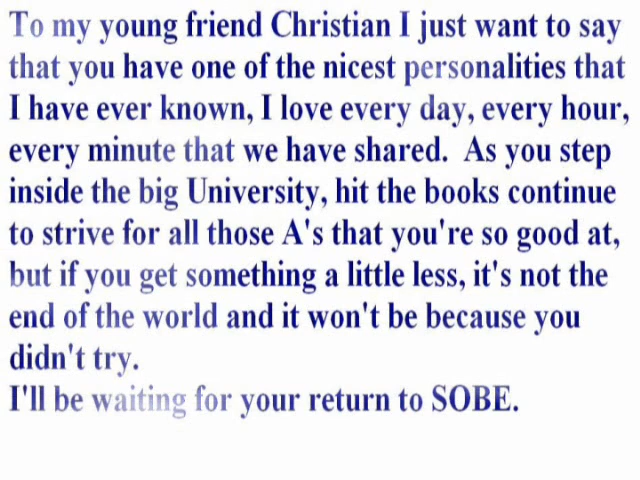 To my young friend Christian I just want to say
that you have one of the nicest personalities that
I have ever known, I love every day, every hour,
every minute that we have shared.  As you step
inside the big University, hit the books continue
to strive for all those A's that you're so good at,
but if you get something a little less, it's not the
end of the world and it won't be because you
didn't try.
I'll be waiting for your return to SOBE.